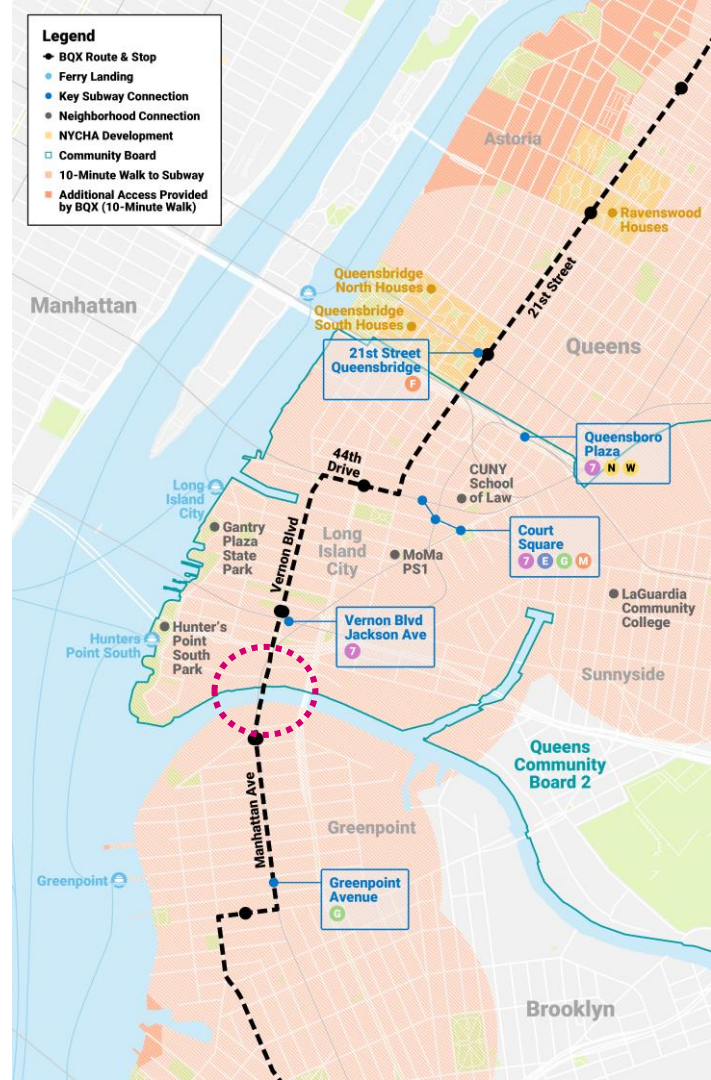 Legend
BQX Route & Stop
Ferry Landing
Key Subway Connection
Neighborhood Connection
NYCHA Development
Community Board
10-Minute Walk to Subway
Additional Access Provided
by BQX (10-Minute Walk)
Astoria
Ravenswood
Houses
Queensbridge
North Houses
Queensbridge
South Houses
21st Street
Manhattan
Queens
21st Street
Queensbridge
F
Queensboro
Plaza
7 N W
44th
Drive
CUNY
School
of Law
Long
Island
City
Gantry
Plaza
State
Park
Vernon Blvd
Long
Island
City
MoMa
PS1
Court
Square
7 E G M
LaGuardia
Community
College
Hunter's
Point
South
Park
Hunters
Point South
Vernon Blvd
Jackson Ave
7
Sunnyside
Queens
Community
Board 2
Manhattan Ave
Greenpoint
Greenpoint
Greenpoint
Avenue
G
Brooklyn